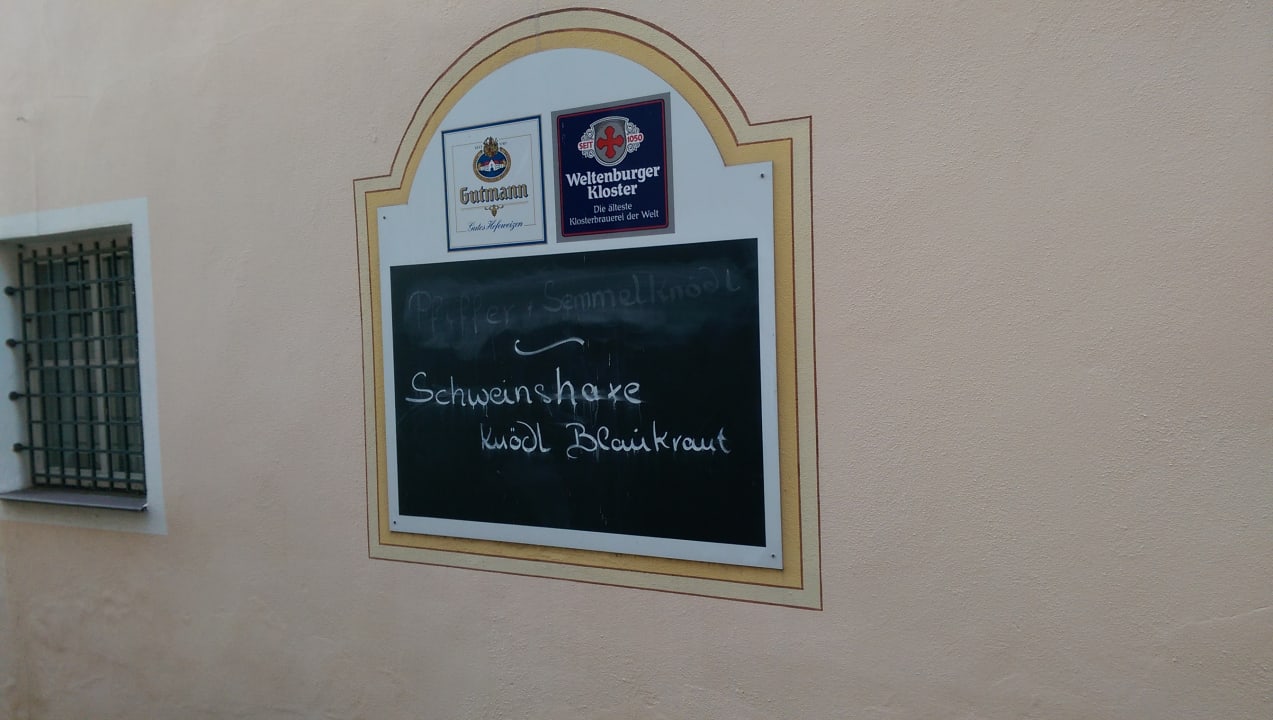 Gutmann
Gutes Hefeweizen
SEIT 1050
Weltenburger
Kloster
Die älteste
Klosterbrauerei der Welt
Pfiffer + Semmelknödl
Schweinshaxe
Knödl Blaukraut